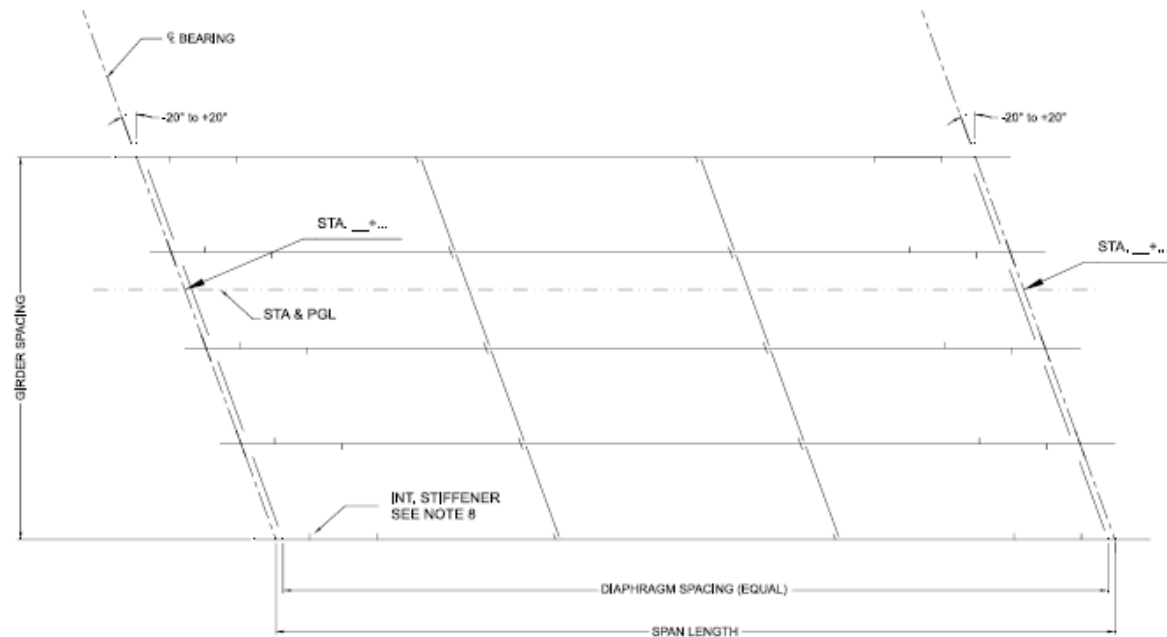 ℄ BEARING
-20° to +20°
-20° to +20°
STA. __+...
STA. __+..
STA & PGL
GIRDER SPACING
INT. STIFFENER
SEE NOTE 8
DIAPHRAGM SPACING (EQUAL)
SPAN LENGTH